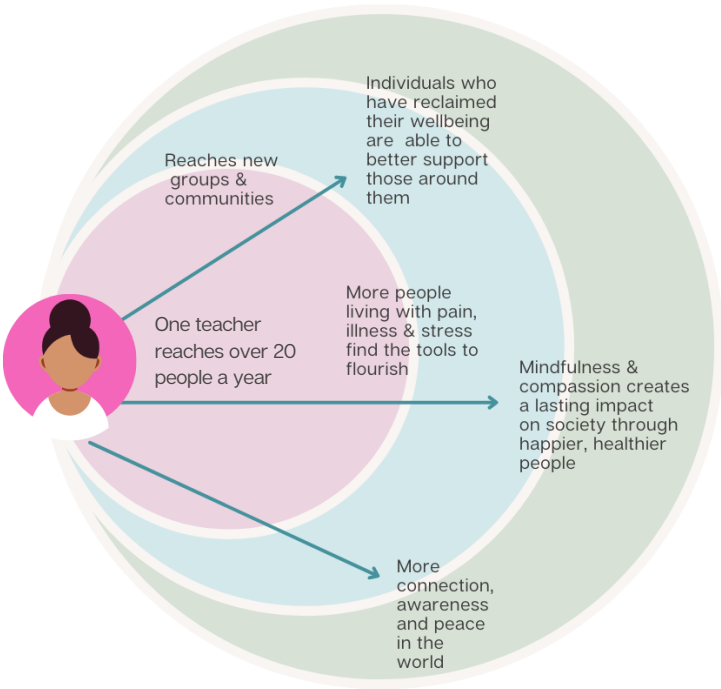 Individuals who
have reclaimed
their wellbeing
are  able to
better support
those around
them
Reaches new
groups &
communities
One teacher
reaches over 20
people a year
More people
living with pain,
illness & stress
find the tools to
flourish
Mindfulness &
compassion creates
a lasting impact
on society through
happier, healthier
people
More
connection,
awareness
and peace
in the
world